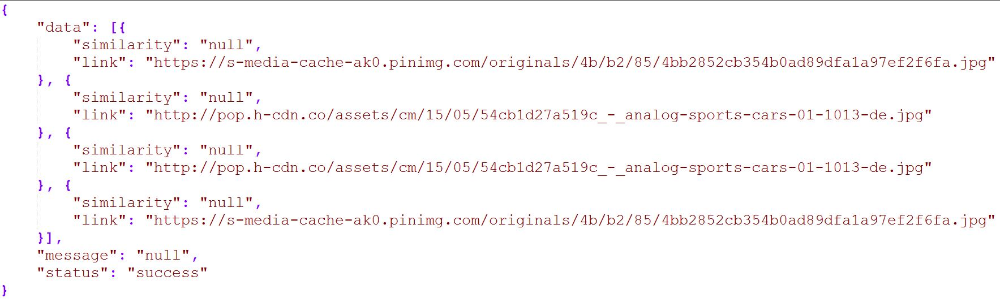 {
    "data": [{
        "similarity": "null",
        "link": "https://s-media-cache-ak0.pinimg.com/originals/4b/b2/85/4bb2852cb354b0ad89dfa1a97ef2f6fa.jpg"
    }, {
        "similarity": "null",
        "link": "http://pop.h-cdn.co/assets/cm/15/05/54cb1d27a519c_-_analog-sports-cars-01-1013-de.jpg"
    }, {
        "similarity": "null",
        "link": "http://pop.h-cdn.co/assets/cm/15/05/54cb1d27a519c_-_analog-sports-cars-01-1013-de.jpg"
    }, {
        "similarity": "null",
        "link": "https://s-media-cache-ak0.pinimg.com/originals/4b/b2/85/4bb2852cb354b0ad89dfa1a97ef2f6fa.jpg"
    }],
    "message": "null",
    "status": "success"
}